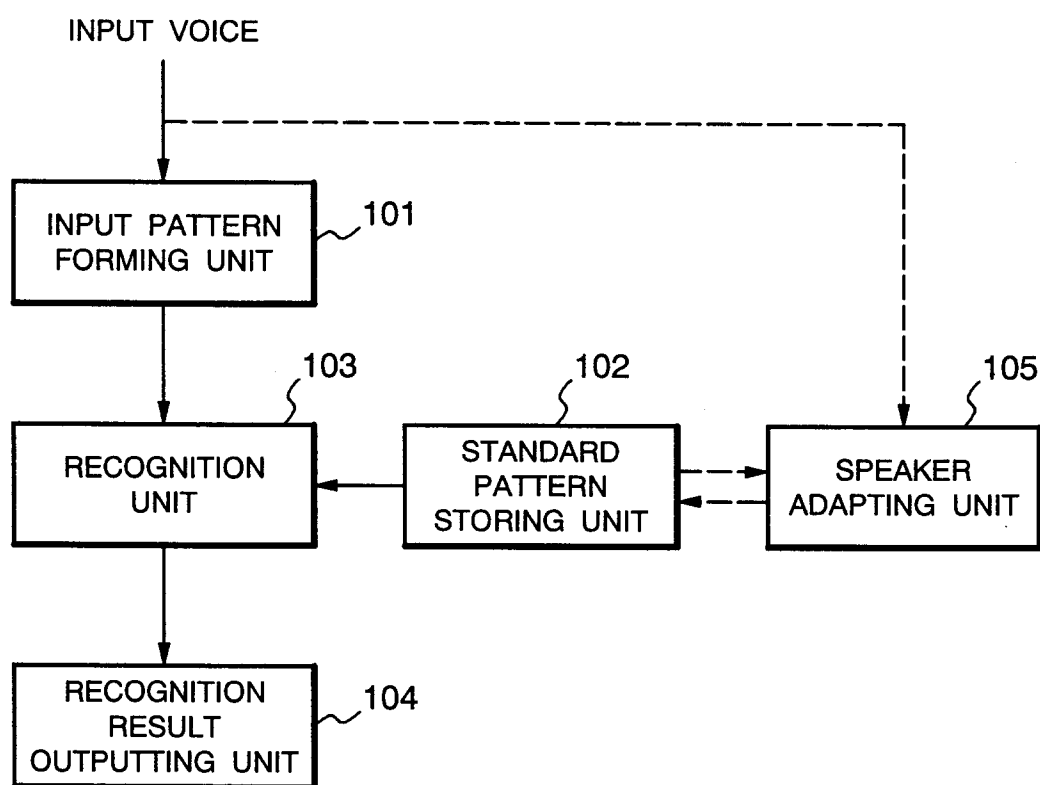 INPUT VOICE
INPUT PATTERN
FORMING UNIT
101
103
RECOGNITION
UNIT
102
STANDARD
PATTERN
STORING UNIT
105
SPEAKER
ADAPTING UNIT
RECOGNITION
RESULT
OUTPUTTING UNIT
104